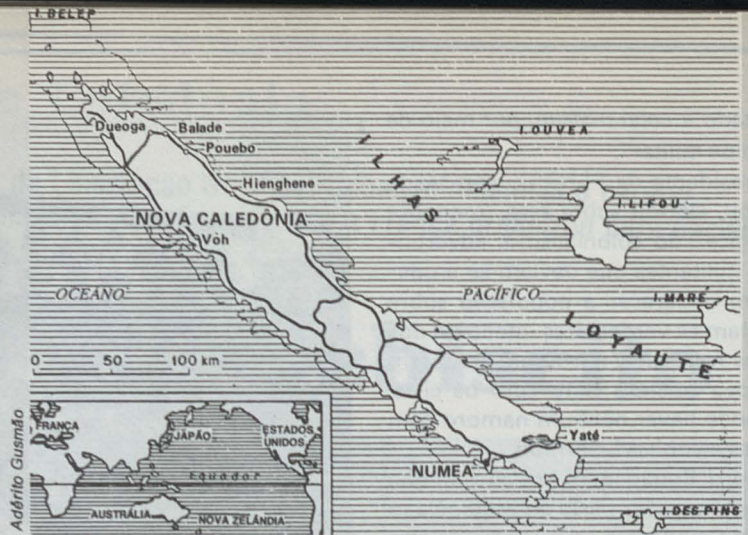 I. BELEP
Dueoga
Balade
Pouebo
Hienghene
I. OUVEA
ILHAS
I. LIFOU
NOVA CALEDÔNIA
Voh
OCEANO
PACÍFICO
I. MARÉ
LOYAUTÉ
0 50 100 km
Yaté
NUMEA
I. DES PINS
FRANÇA
JAPÃO
ESTADOS
UNIDOS
Equador
AUSTRÁLIA
NOVA ZELÂNDIA
Adérito Gusmão